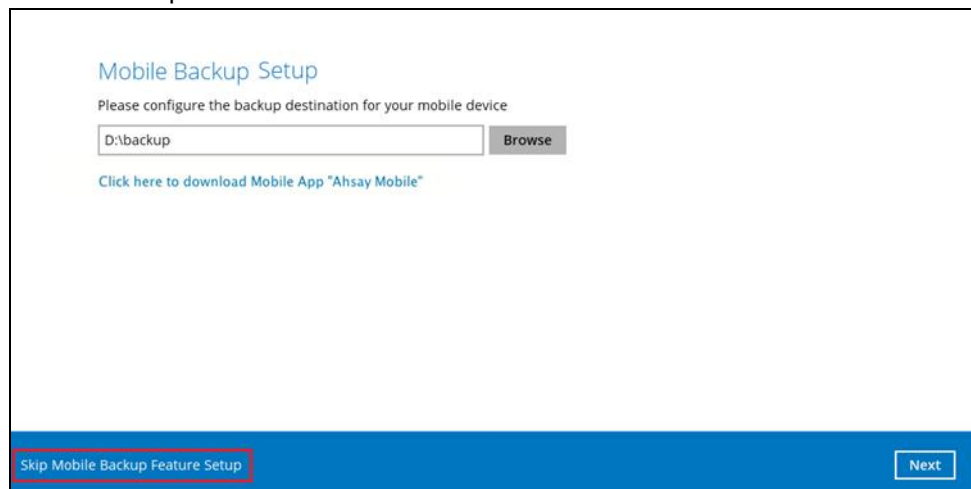 Mobile Backup Setup
Please configure the backup destination for your mobile device
D:\backup
Browse
Click here to download Mobile App "Ahsay Mobile"
Skip Mobile Backup Feature Setup
Next